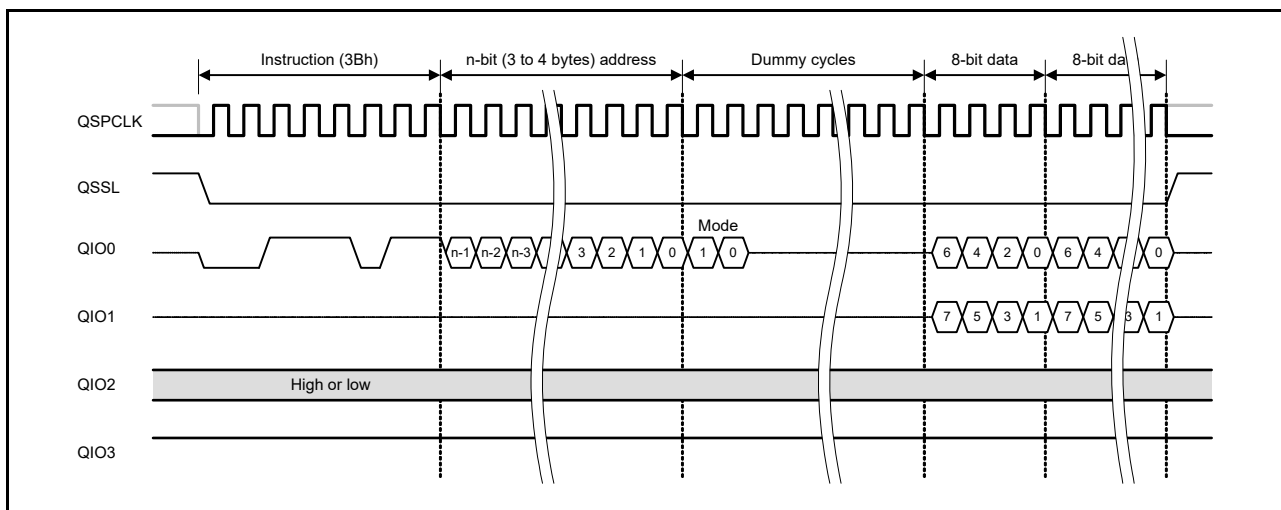 Instruction (3Bh) n-bit (3 to 4 bytes) address Dummy cycles 8-bit data 8-bit da
QSPCLK
QSSL
Mode
QIO0 n-1 n-2 n-3 3 2 1 0 1 0 6 4 2 0 6 4 0
QIO1 7 5 3 1 7 5 3 1
QIO2 High or low
QIO3